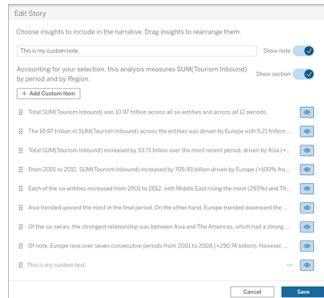 Edit Story
Choose insights to include in the narrative. Drag insights to rearrange them.
This is my custom note.
Show note
Accounting for your selection, this analysis measures SUM(Tourism Inbound)
by period and by Region.
Show section
+ Add Custom Item
Total SUM(Tourism Inbound) was 10.97 trillion across all six entities and across all 12 periods.
The 10.97 trillion in SUM(Tourism Inbound) across the entities was driven by Europe with 5.21 trillion...
Total SUM(Tourism Inbound) increased by 33.71 billion over the most recent period, driven by Asia (+...
From 2001 to 2012, SUM(Tourism Inbound) increased by 705.93 billion driven by Europe (+100% fro...
Each of the six entities increased from 2001 to 2012, with Middle East rising the most (293%) and Th...
Asia trended upward the most in the final period. On the other hand, Europe trended downward the ...
Of the six series, the strongest relationship was between Asia and The Americas, which had a strong ...
Of note, Europe rose over seven consecutive periods from 2001 to 2008 (+290.74 billion). However, ...
This is my custom text.
...
Cancel
Save